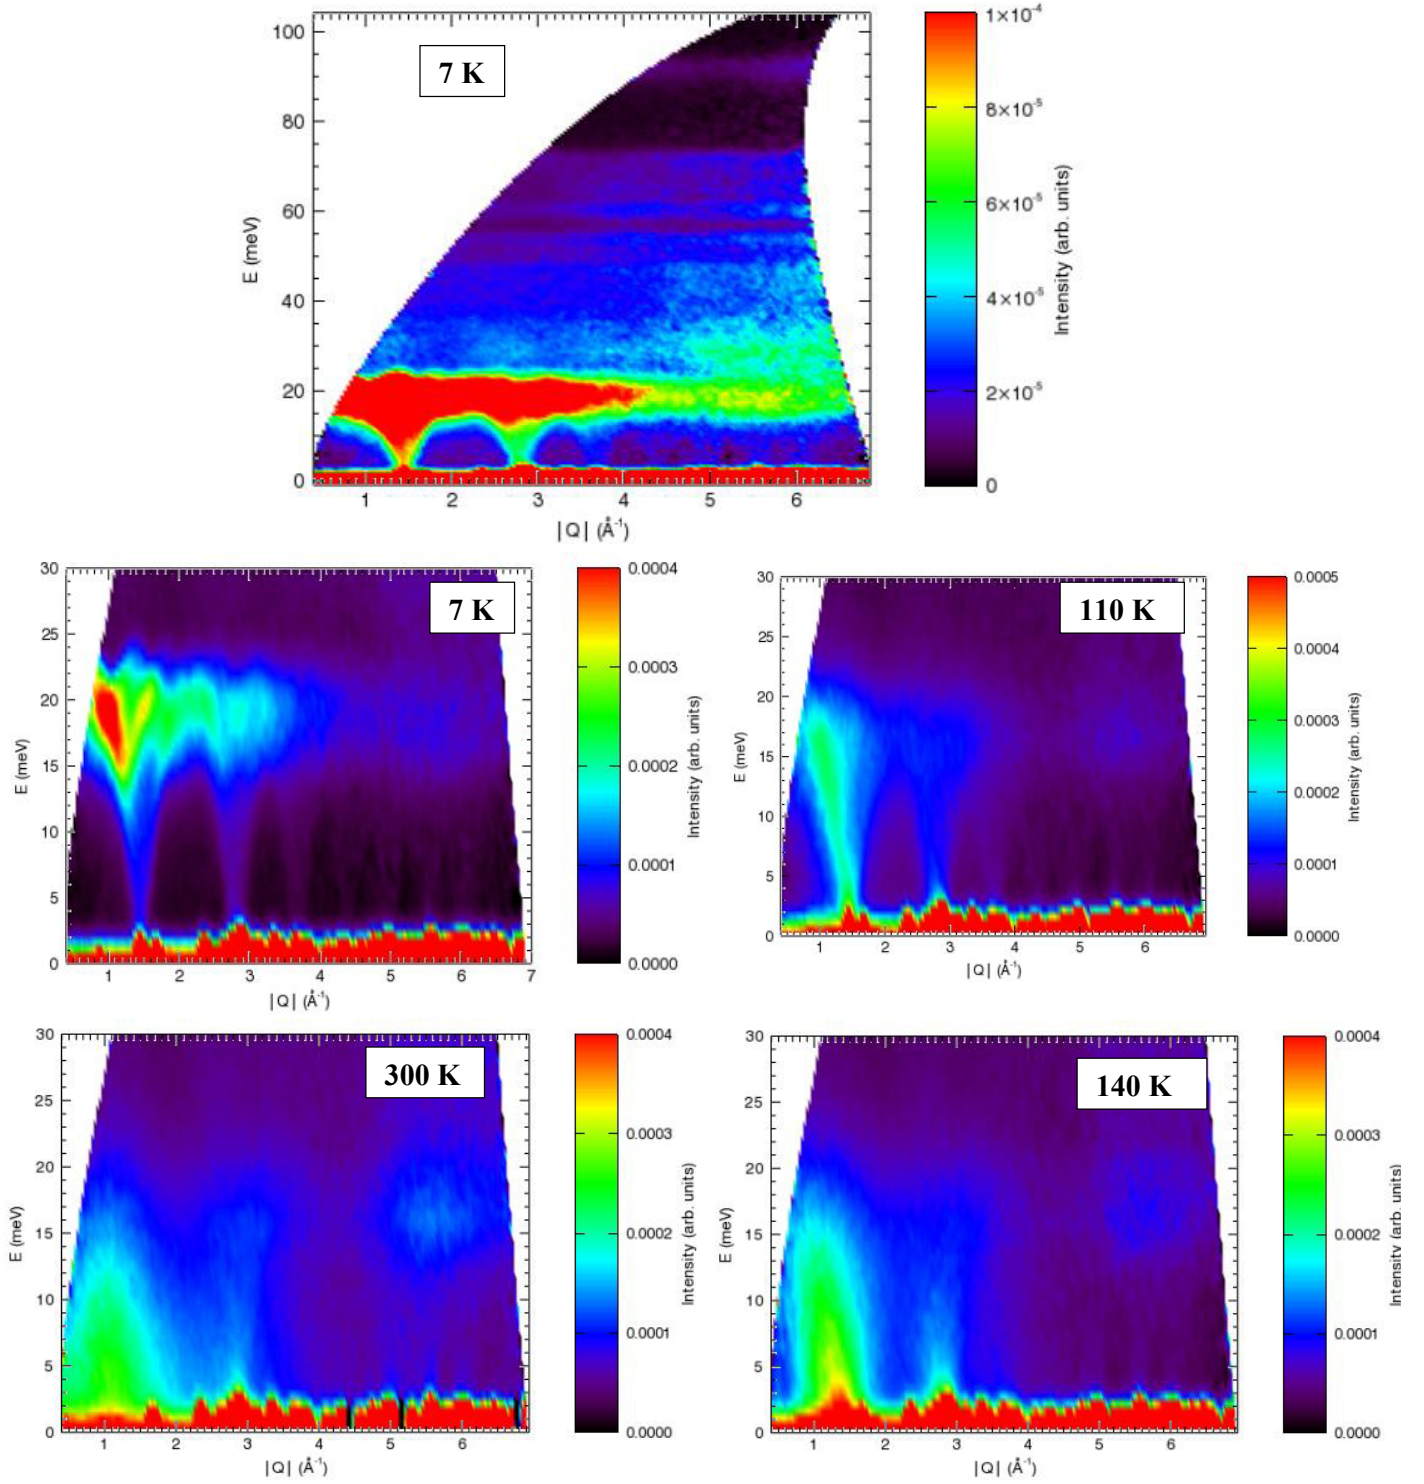 100
80
60
40
20
0
E (meV)
7 K
1 2 3 4 5 6
|Q| (Å⁻¹)
1×10⁻⁴
8×10⁻⁵
6×10⁻⁵
4×10⁻⁵
2×10⁻⁵
0
Intensity (arb. units)
30
25
20
15
10
5
0
E (meV)
7 K
1 2 3 4 5 6 7
|Q| (Å⁻¹)
0.0004
0.0003
0.0002
0.0001
0.0000
Intensity (arb. units)
30
25
20
15
10
5
0
E (meV)
110 K
1 2 3 4 5 6
|Q| (Å⁻¹)
0.0005
0.0004
0.0003
0.0002
0.0001
0.0000
Intensity (arb. units)
30
25
20
15
10
5
0
E (meV)
300 K
1 2 3 4 5 6
|Q| (Å⁻¹)
0.0004
0.0003
0.0002
0.0001
0.0000
Intensity (arb. units)
30
25
20
15
10
5
0
E (meV)
140 K
1 2 3 4 5 6
|Q| (Å⁻¹)
0.0004
0.0003
0.0002
0.0001
0.0000
Intensity (arb. units)